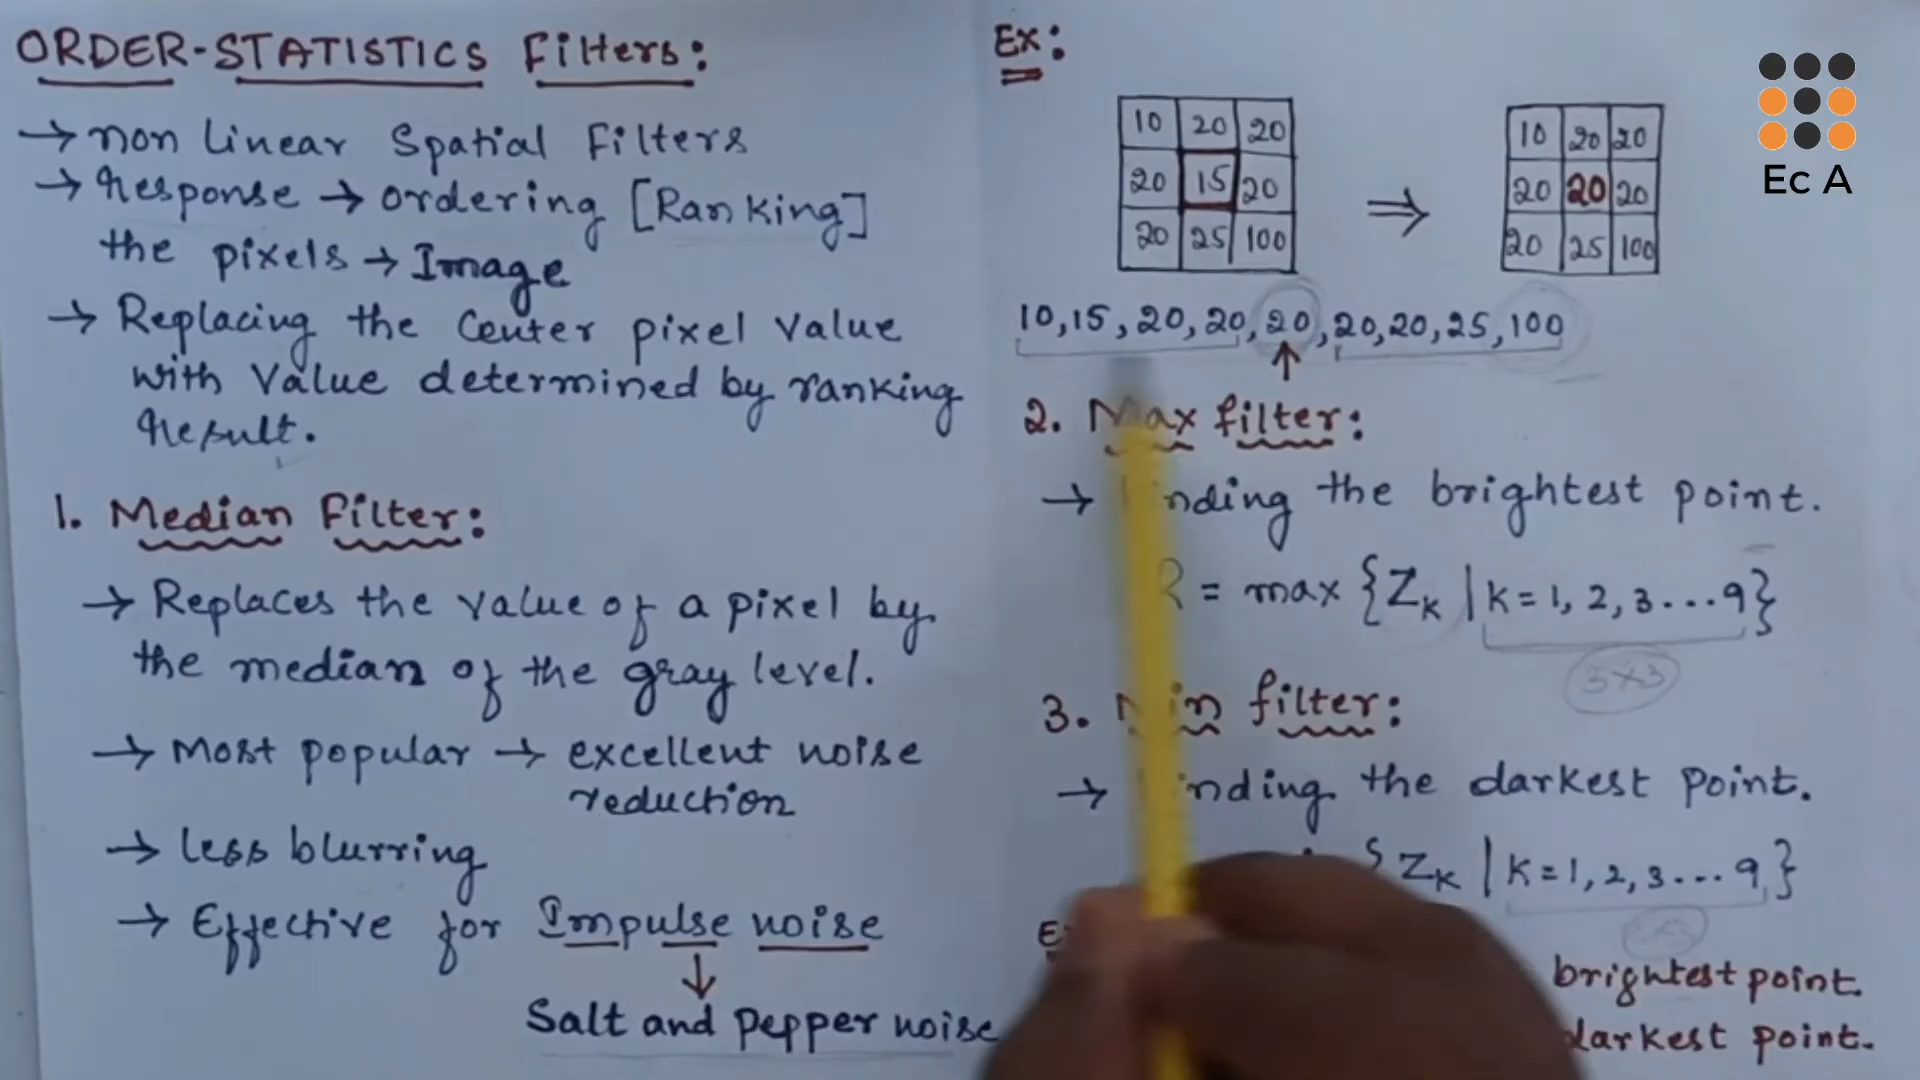 ORDER-STATISTICS Filters:
→ non Linear Spatial Filters
→ Response → ordering [Ranking]
the pixels → Image
→ Replacing the Center pixel value
with value determined by ranking
Result.
1. Median Filter:
→ Replaces the value of a pixel by
the median of the gray level.
→ Most popular → excellent noise
reduction
→ less blurring
→ Effective for Impulse noise
↓
Salt and Pepper noise
Ex:
10 20 20
20 15 20
20 25 100
⇒
10 20 20
20 20 20
20 25 100
10,15,20,20,20,20,20,25,100
↑
2. Max filter:
→ inding the brightest point.
R = max {Zk | k=1, 2, 3...9}
3x3
3. Min filter:
→ inding the darkest point.
{ Zk | k=1, 2, 3...9 }
brightest point.
darkest point.
Ec A